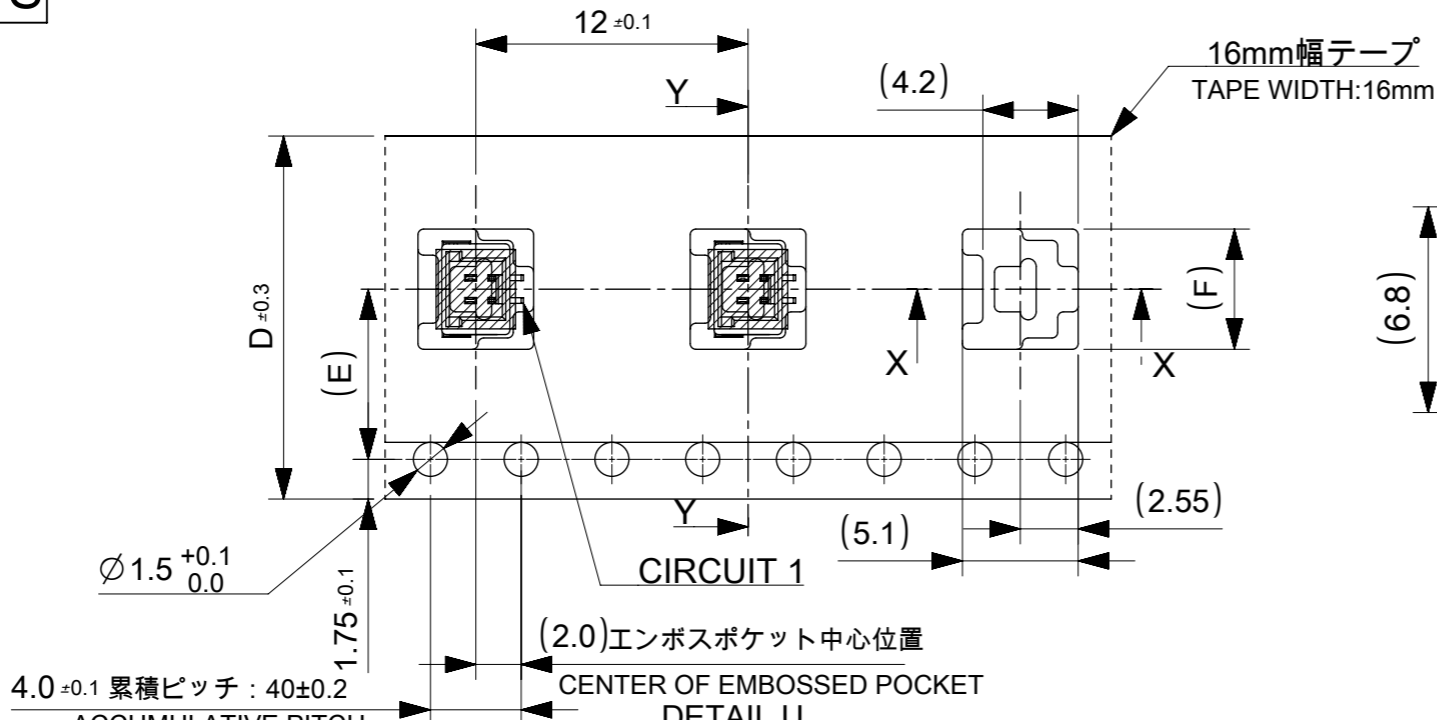 12 ±0.1
16mm幅テープ
TAPE WIDTH:16mm
(4.2)
Y
D ±0.3
(E)
(F)
(6.8)
X
X
Y
(2.55)
(5.1)
∅1.5 +0.1
0.0
CIRCUIT 1
1.75 ±0.1
(2.0)エンボスポケット中心位置
CENTER OF EMBOSSED POCKET
4.0 ±0.1 累積ピッチ : 40±0.2
ACCUMULATIVE PITCH
DETAIL U